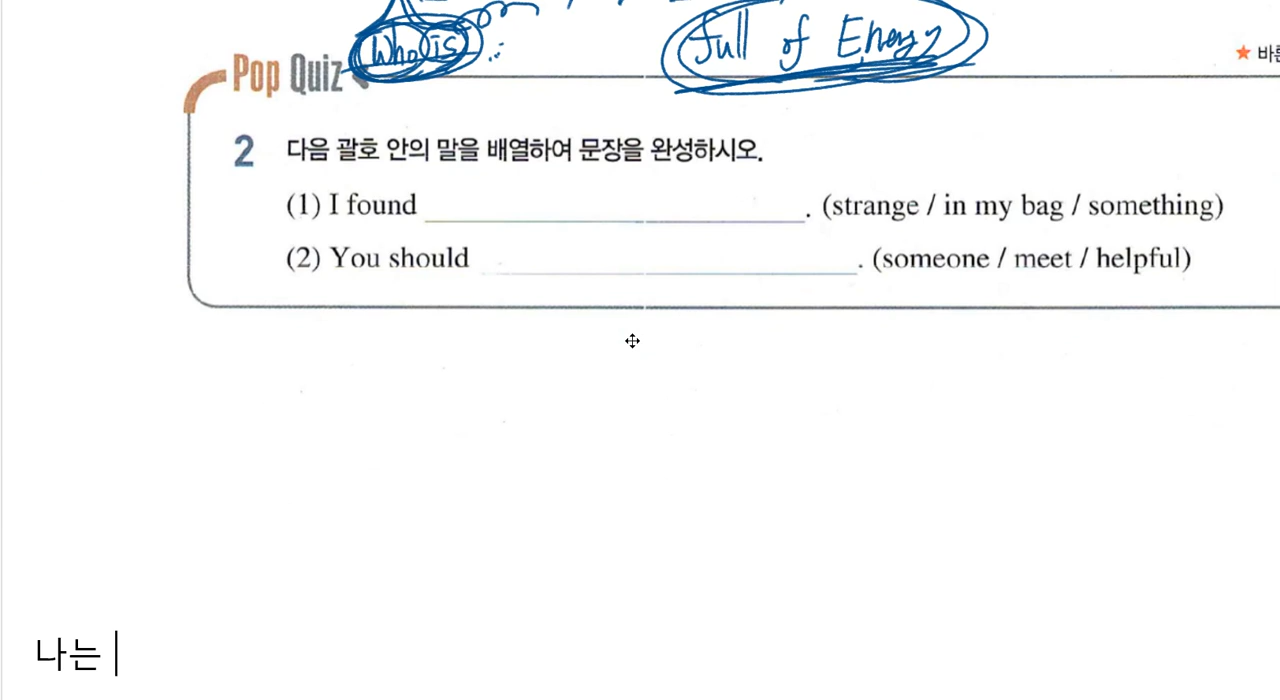 Who is
full of Energy
Pop Quiz
★ 바른
2 다음 괄호 안의 말을 배열하여 문장을 완성하시오.
(1) I found . (strange / in my bag / something)
(2) You should . (someone / meet / helpful)
나는